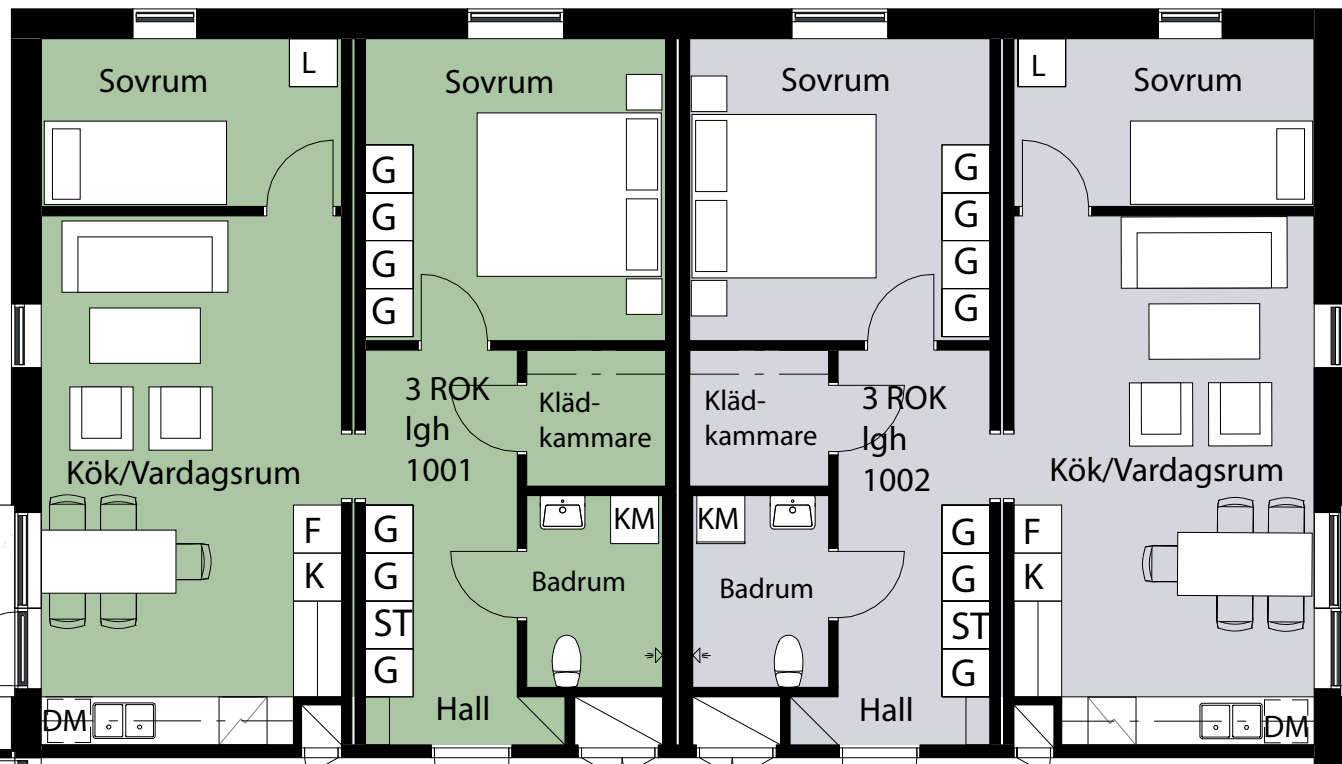 Sovrum
L
Sovrum
Sovrum
L
Sovrum
G
G
G
G
G
G
G
G
3 ROK
lgh
1001
Kläd-
kammare
Kläd-
kammare
3 ROK
lgh
1002
Kök/Vardagsrum
Kök/Vardagsrum
F
K
G
G
ST
G
KM
Badrum
KM
Badrum
G
G
ST
G
F
K
DM
Hall
Hall
DM